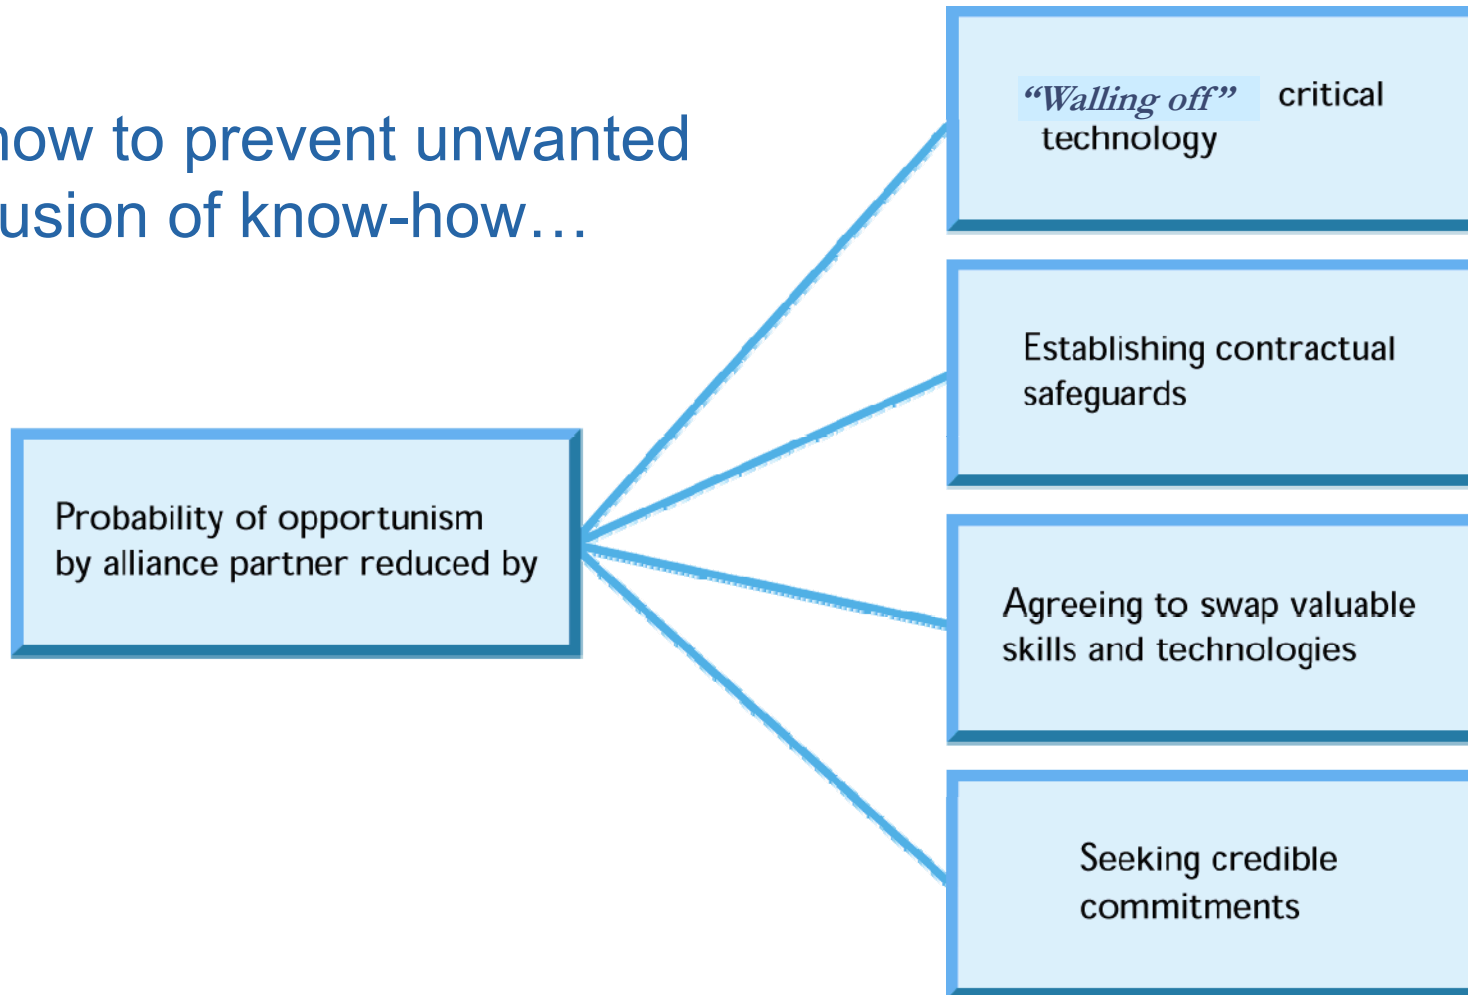 how to prevent unwanted
usion of know-how…
“Walling off” critical
technology
Establishing contractual
safeguards
Probability of opportunism
by alliance partner reduced by
Agreeing to swap valuable
skills and technologies
Seeking credible
commitments